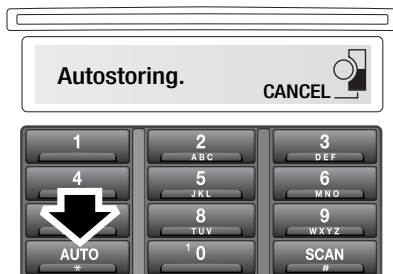 Autostoring.
CANCEL
1 2 3
ABC DEF
4 5 6
JKL MNO
8 9
TUV WXYZ
AUTO 1 0 SCAN
* #